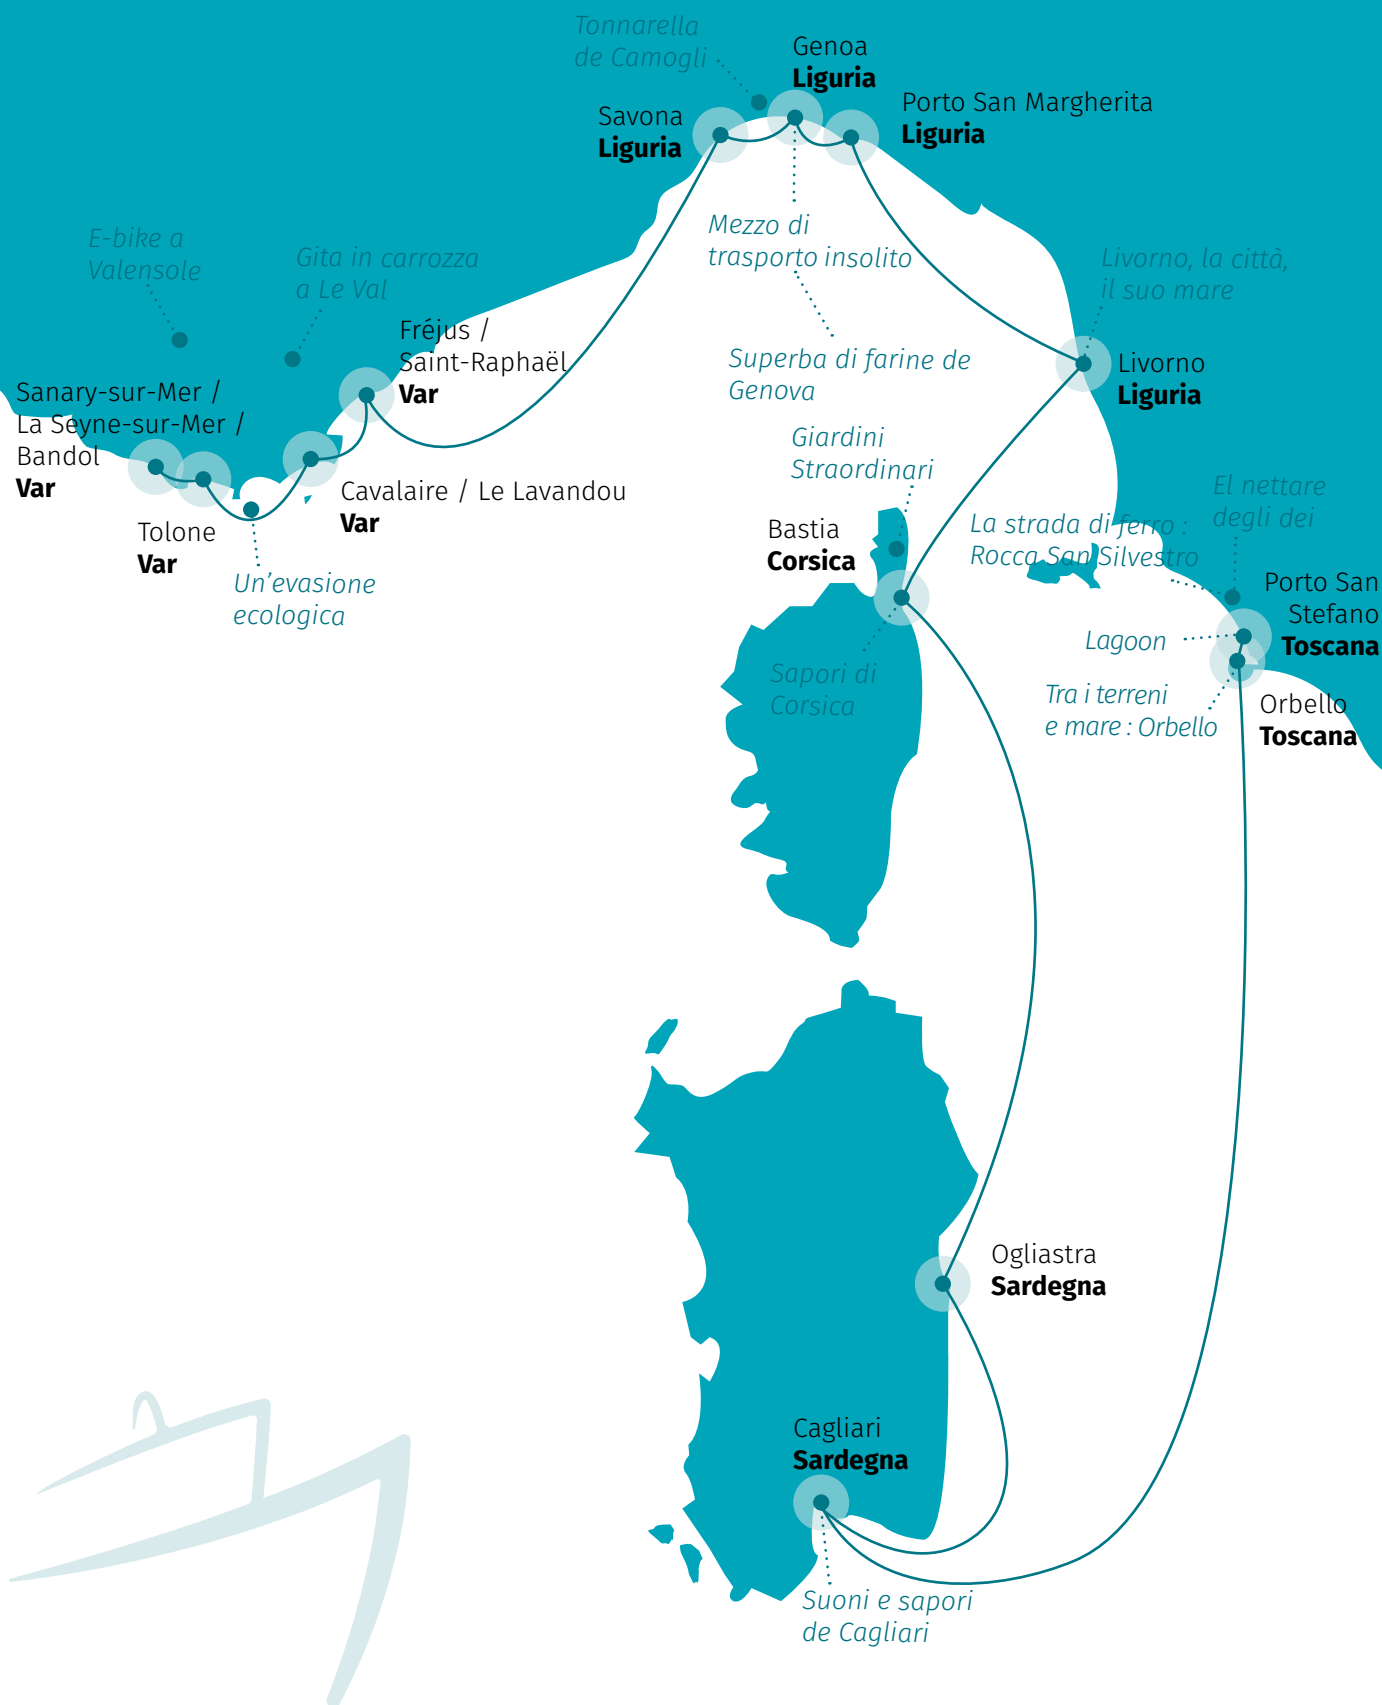 Tonnarella
de Camogli
Genoa
Liguria
Savona
Liguria
Porto San Margherita
Liguria
E-bike a
Valensole
Gita in carrozza
a Le Val
Mezzo di
trasporto insolito
Livorno, la città,
il suo mare
Fréjus /
Saint-Raphaël
Var
Superba di farine de
Genova
Livorno
Liguria
Sanary-sur-Mer /
La Seyne-sur-Mer /
Bandol
Var
Giardini
Straordinari
Cavalaire / Le Lavandou
Var
Tolone
Var
Un'evasione
ecologica
Bastia
Corsica
La strada di ferro :
Rocca San Silvestro
El nettare
degli dei
Porto San
Stefano
Toscana
Lagoon
Sapori di
Corsica
Tra i terreni
e mare : Orbello
Orbello
Toscana
Ogliastra
Sardegna
Cagliari
Sardegna
Suoni e sapori
de Cagliari